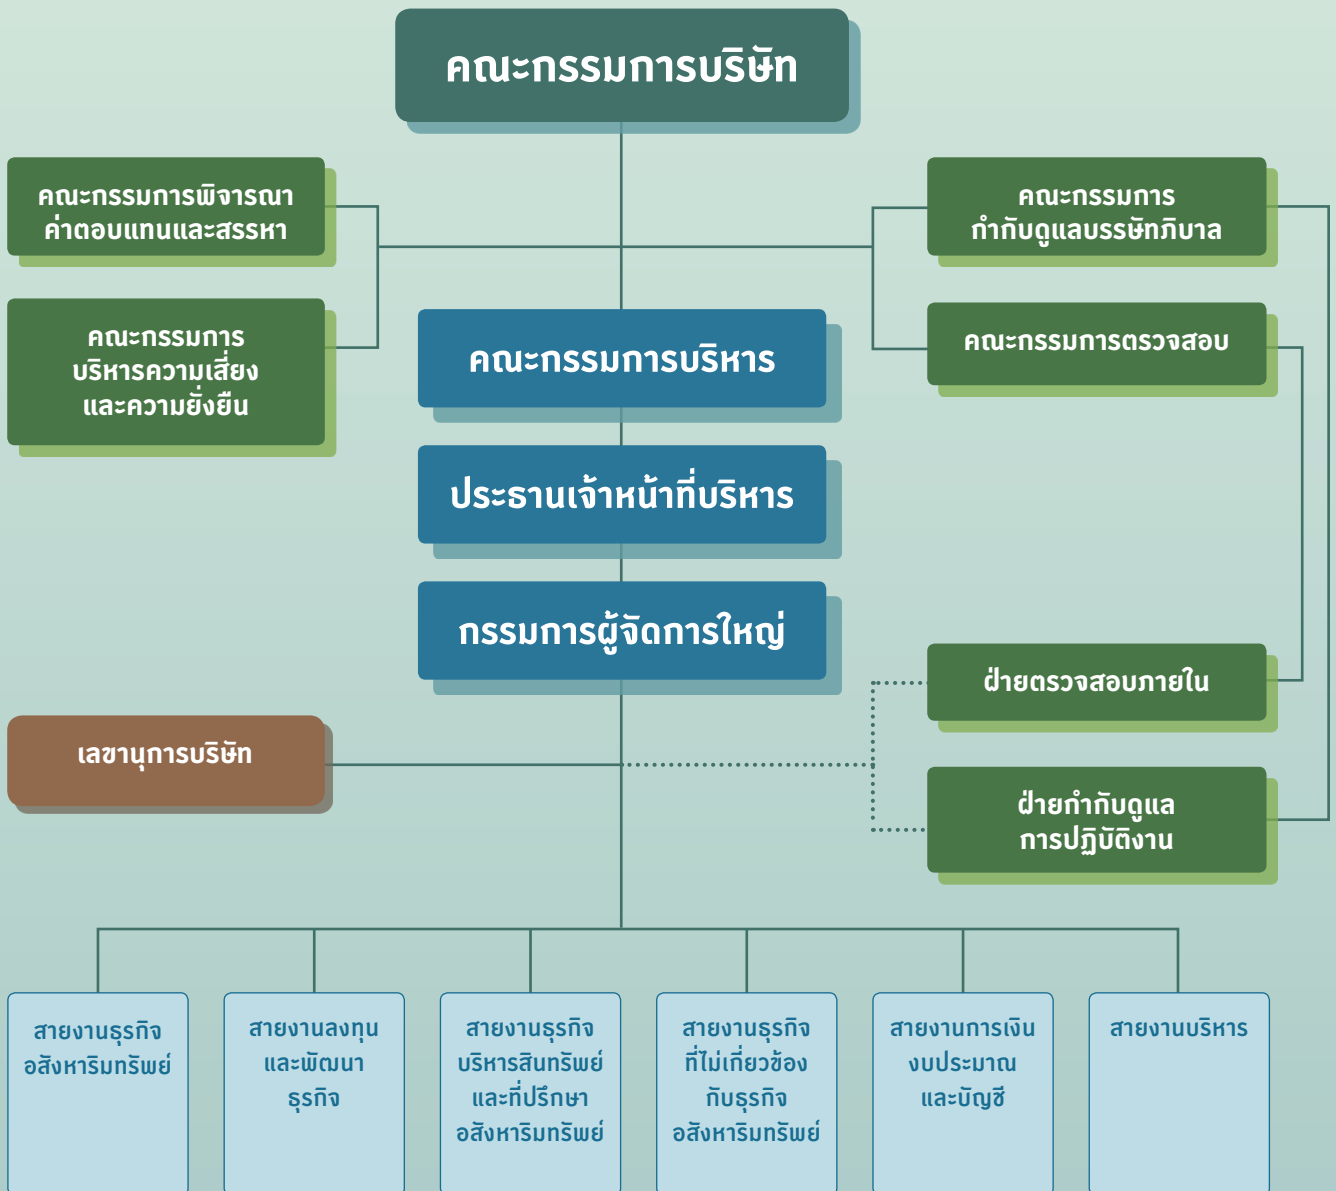 คณะกรรมการบริษัท
คณะกรรมการพิจารณา
ค่าตอบแทนและสรรหา
คณะกรรมการ
กำกับดูแลบรรษัทภิบาล
คณะกรรมการ
บริหารความเสี่ยง
และความยั่งยืน
คณะกรรมการบริหาร
คณะกรรมการตรวจสอบ
ประธานเจ้าหน้าที่บริหาร
กรรมการผู้จัดการใหญ่
ฝ่ายตรวจสอบภายใน
เลขานุการบริษัท
ฝ่ายกำกับดูแล
การปฏิบัติงาน
สายงานธุรกิจ
อสังหาริมทรัพย์
สายงานลงทุน
และพัฒนา
ธุรกิจ
สายงานธุรกิจ
บริหารสินทรัพย์
และที่ปรึกษา
อสังหาริมทรัพย์
สายงานธุรกิจ
ที่ไม่เกี่ยวข้อง
กับธุรกิจ
อสังหาริมทรัพย์
สายงานการเงิน
งบประมาณ
และบัญชี
สายงานบริหาร